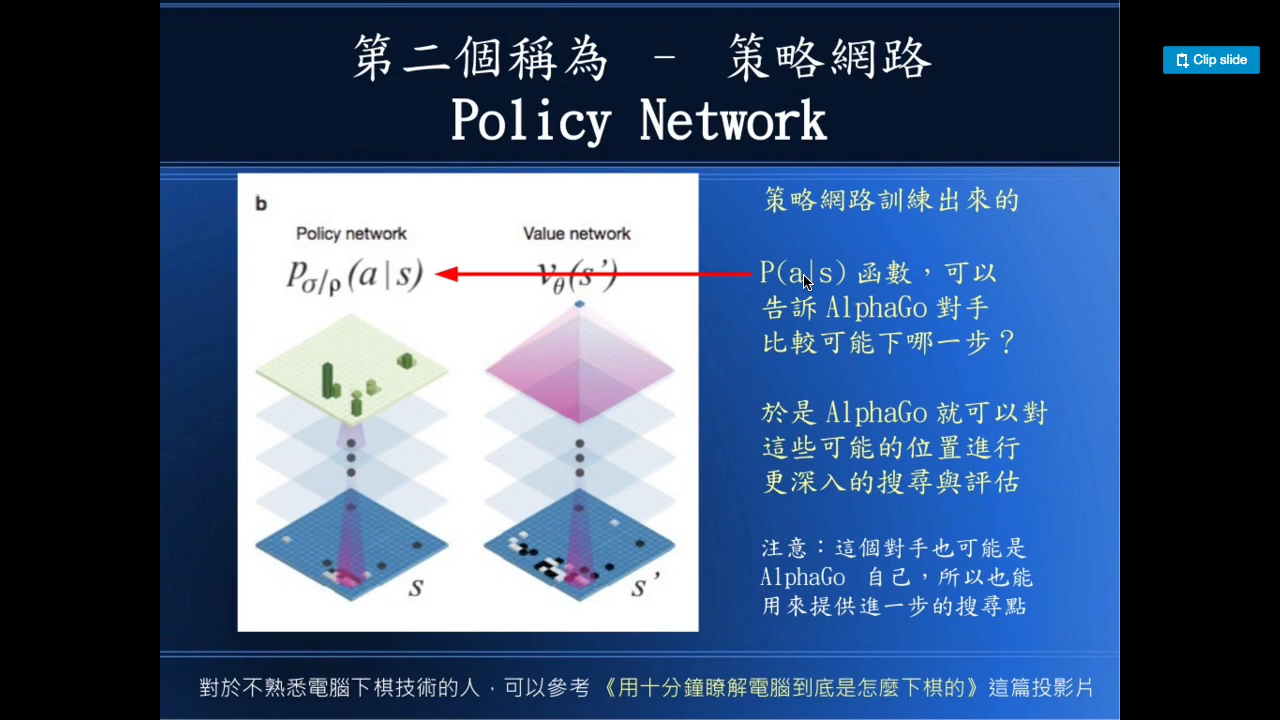 第二個稱為 - 策略網路
Policy Network
Clip slide
b
Policy network
Value network
pσ/ρ(a|s)
vθ(s’)
s
s’
策略網路訓練出來的
P(a|s) 函數，可以
告訴 AlphaGo 對手
比較可能下哪一步？
於是 AlphaGo 就可以對
這些可能的位置進行
更深入的搜尋與評估
注意：這個對手也可能是
AlphaGo 自己，所以也能
用來提供進一步的搜尋點
對於不熟悉電腦下棋技術的人，可以參考 《用十分鐘瞭解電腦到底是怎麼下棋的》這篇投影片